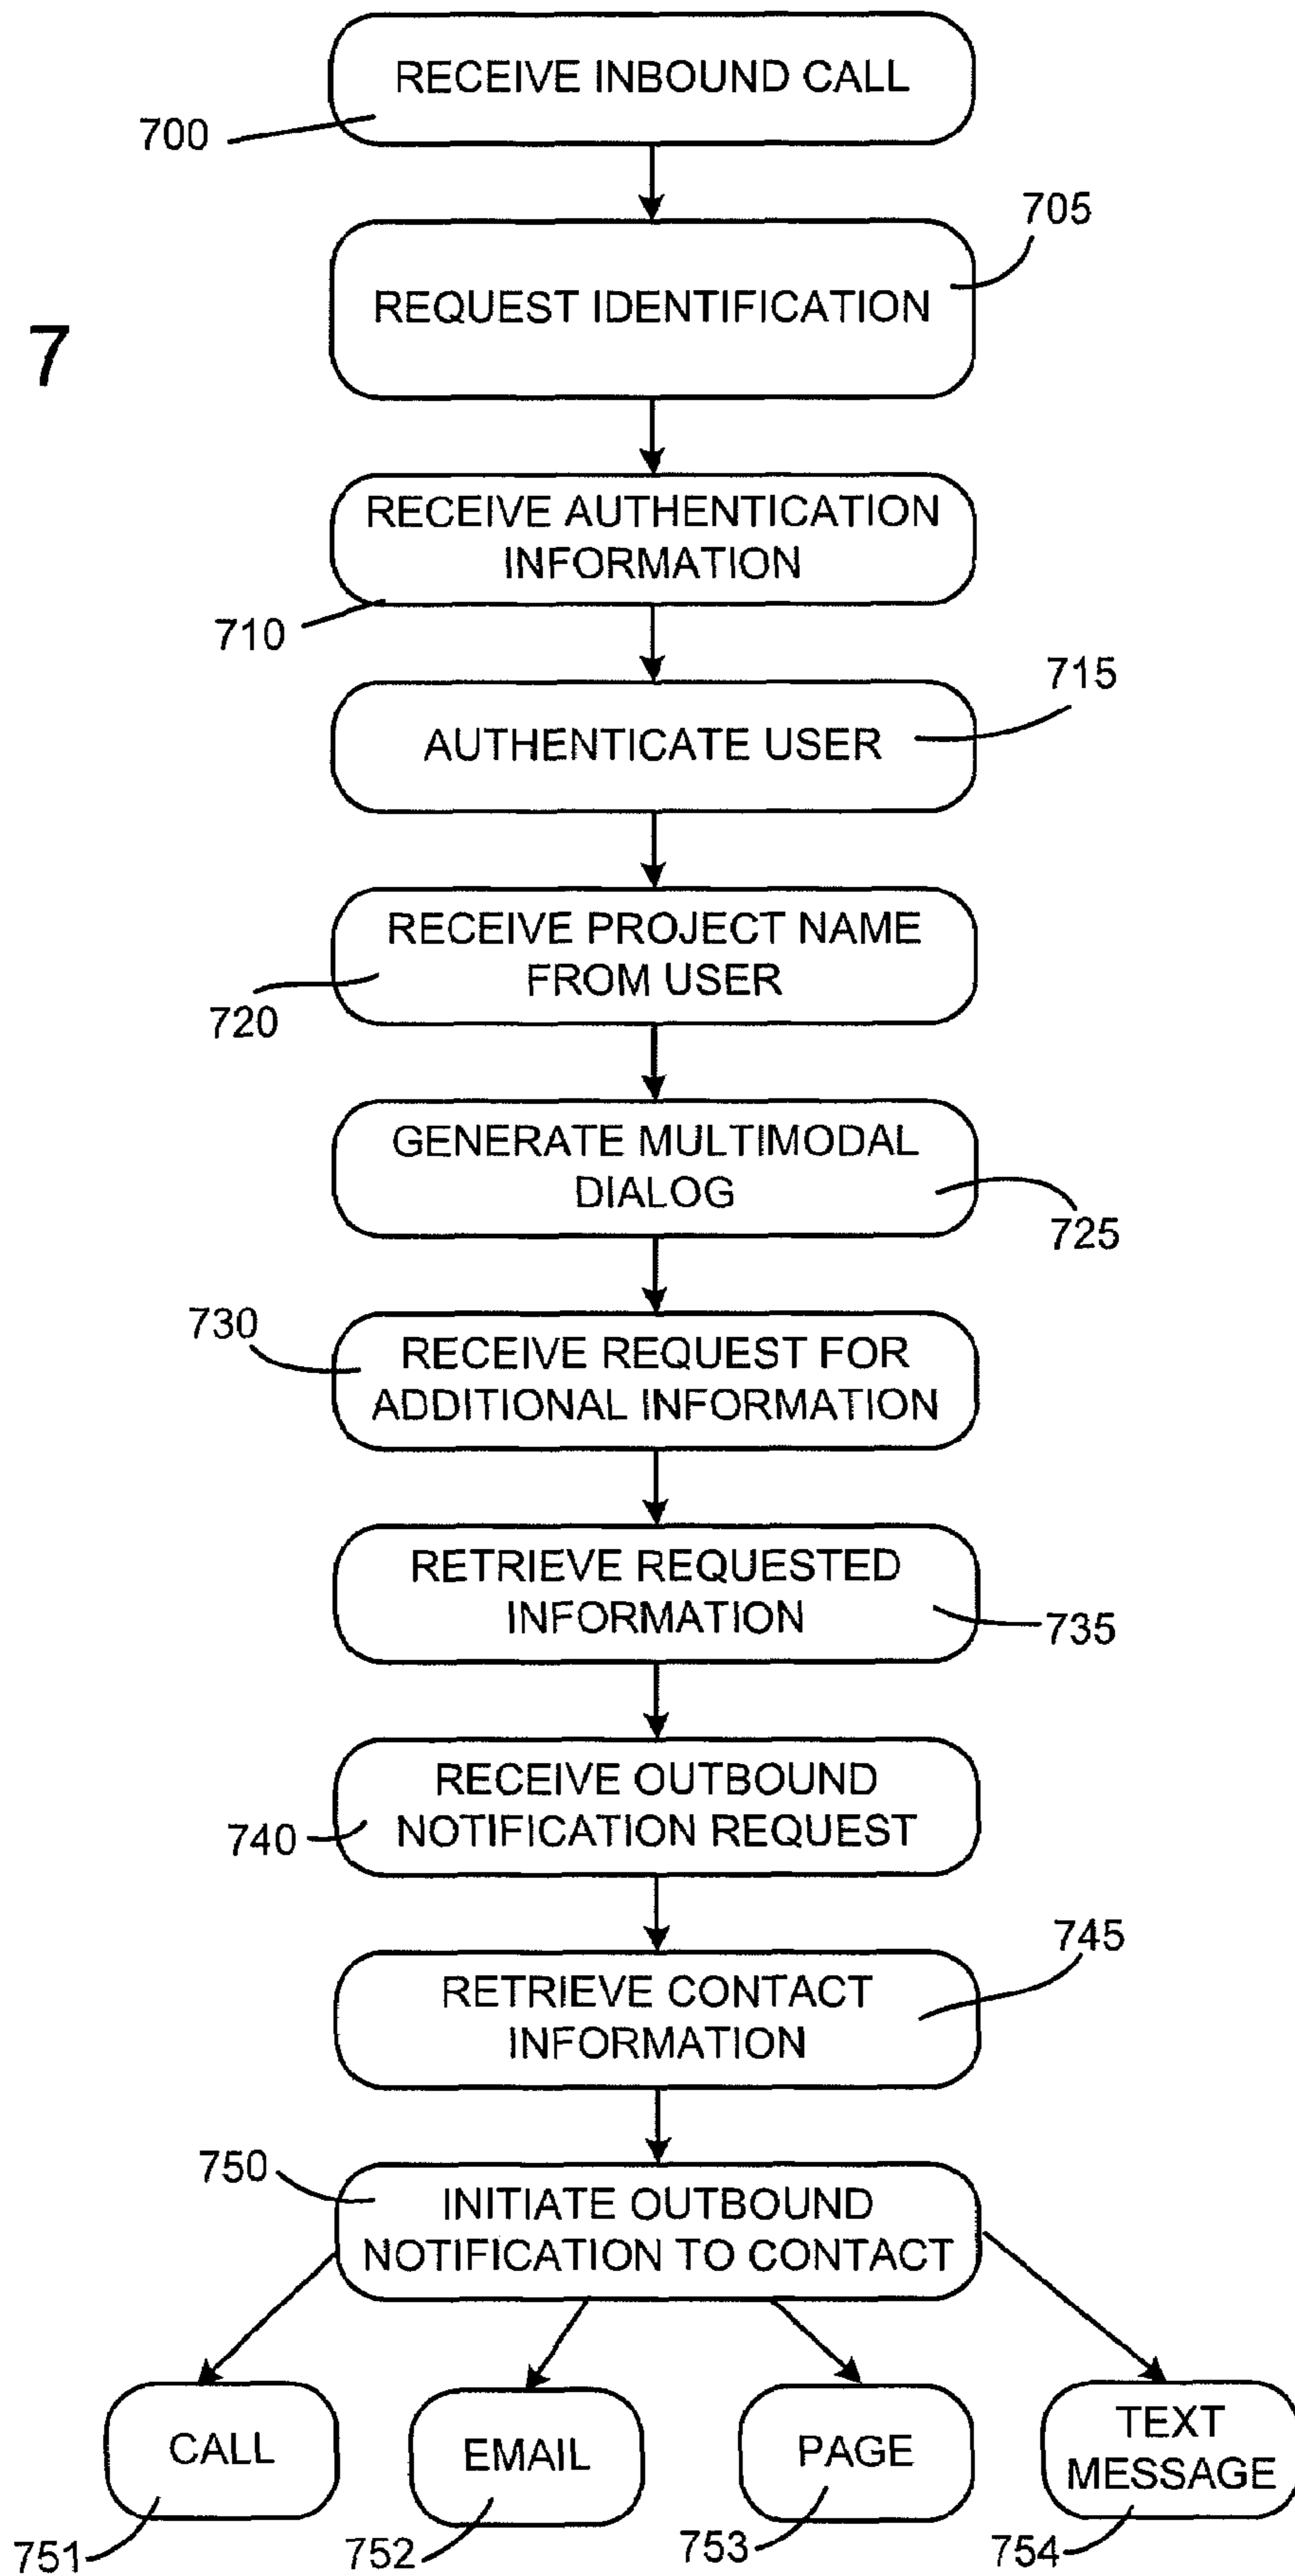 RECEIVE INBOUND CALL
700
705
REQUEST IDENTIFICATION
7
RECEIVE AUTHENTICATION
INFORMATION
710
715
AUTHENTICATE USER
RECEIVE PROJECT NAME
FROM USER
720
GENERATE MULTIMODAL
DIALOG
725
730
RECEIVE REQUEST FOR
ADDITIONAL INFORMATION
RETRIEVE REQUESTED
INFORMATION
735
RECEIVE OUTBOUND
NOTIFICATION REQUEST
740
745
RETRIEVE CONTACT
INFORMATION
750
INITIATE OUTBOUND
NOTIFICATION TO CONTACT
CALL
EMAIL
PAGE
TEXT
MESSAGE
751
752
753
754